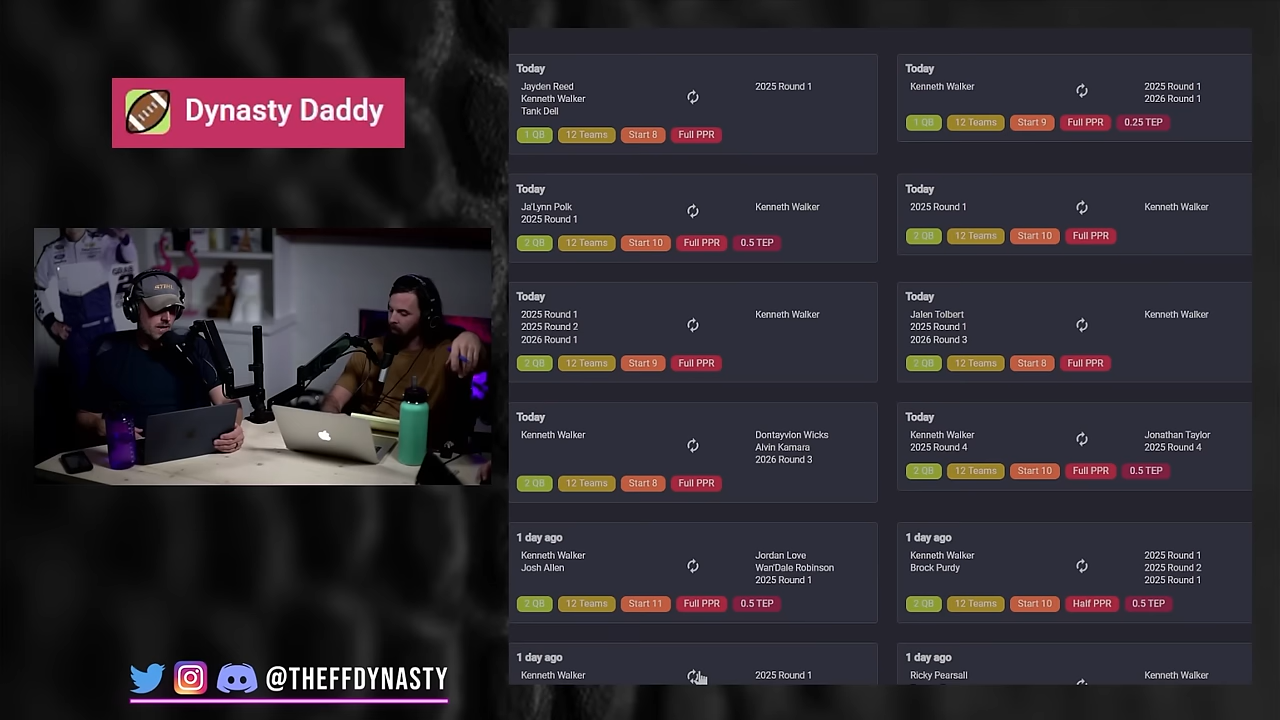 Dynasty Daddy
@THEFFDYNASTY
Today
Jayden Reed
Kenneth Walker
Tank Dell
2025 Round 1
1 QB
12 Teams
Start 8
Full PPR
Today
Kenneth Walker
2025 Round 1
2026 Round 1
1 QB
12 Teams
Start 9
Full PPR
0.25 TEP
Today
Ja'Lynn Polk
2025 Round 1
Kenneth Walker
2 QB
12 Teams
Start 10
Full PPR
0.5 TEP
Today
2025 Round 1
Kenneth Walker
2 QB
12 Teams
Start 10
Full PPR
Today
2025 Round 1
2025 Round 2
2026 Round 1
Kenneth Walker
2 QB
12 Teams
Start 9
Full PPR
Today
Jalen Tolbert
2025 Round 1
2026 Round 3
Kenneth Walker
2 QB
12 Teams
Start 8
Full PPR
Today
Kenneth Walker
Dontayvion Wicks
Alvin Kamara
2026 Round 3
2 QB
12 Teams
Start 8
Full PPR
Today
Kenneth Walker
2025 Round 4
Jonathan Taylor
2025 Round 4
2 QB
12 Teams
Start 10
Full PPR
0.5 TEP
1 day ago
Kenneth Walker
Josh Allen
Jordan Love
Wan'Dale Robinson
2025 Round 1
2 QB
12 Teams
Start 11
Full PPR
0.5 TEP
1 day ago
Kenneth Walker
Brock Purdy
2025 Round 1
2025 Round 2
2025 Round 1
2 QB
12 Teams
Start 10
Half PPR
0.5 TEP
1 day ago
Kenneth Walker
2025 Round 1
1 day ago
Ricky Pearsall
Kenneth Walker